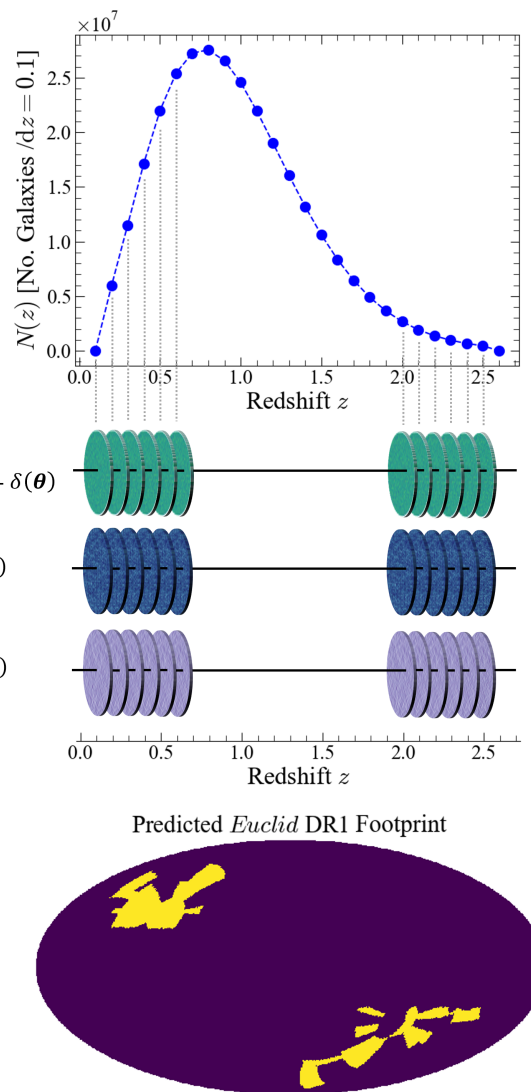 ×10⁷
2.5
2.0
1.5
1.0
0.5
0.0
N(z) [No. Galaxies /dz = 0.1]
0.0 0.5 1.0 1.5 2.0 2.5
Redshift z
- δ(θ)
)
)
0.0 0.5 1.0 1.5 2.0 2.5
Redshift z
Predicted Euclid DR1 Footprint